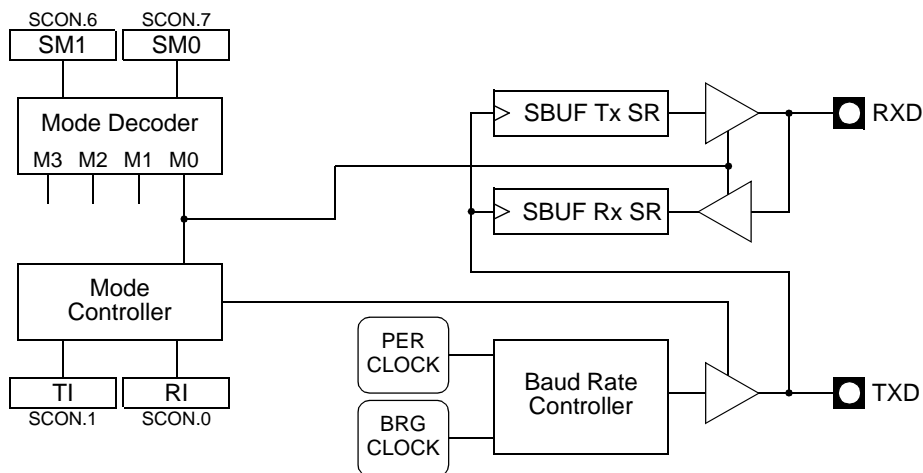 SCON.6 SCON.7
SM1 SM0
Mode Decoder
M3 M2 M1 M0
SBUF Tx SR
RXD
SBUF Rx SR
Mode
Controller
TI RI
SCON.1 SCON.0
PER
CLOCK
BRG
CLOCK
Baud Rate
Controller
TXD